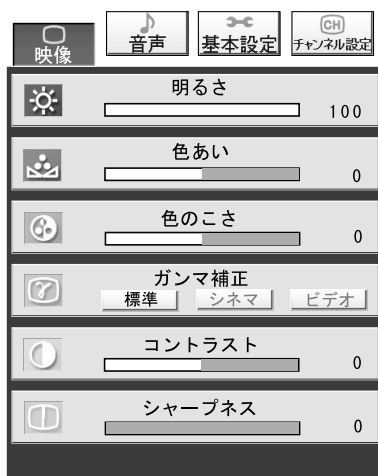 映像 音声 基本設定 CH チャンネル設定
明るさ
100
色あい
0
色のこさ
0
ガンマ補正
標準 シネマ ビデオ
コントラスト
0
シャープネス
0